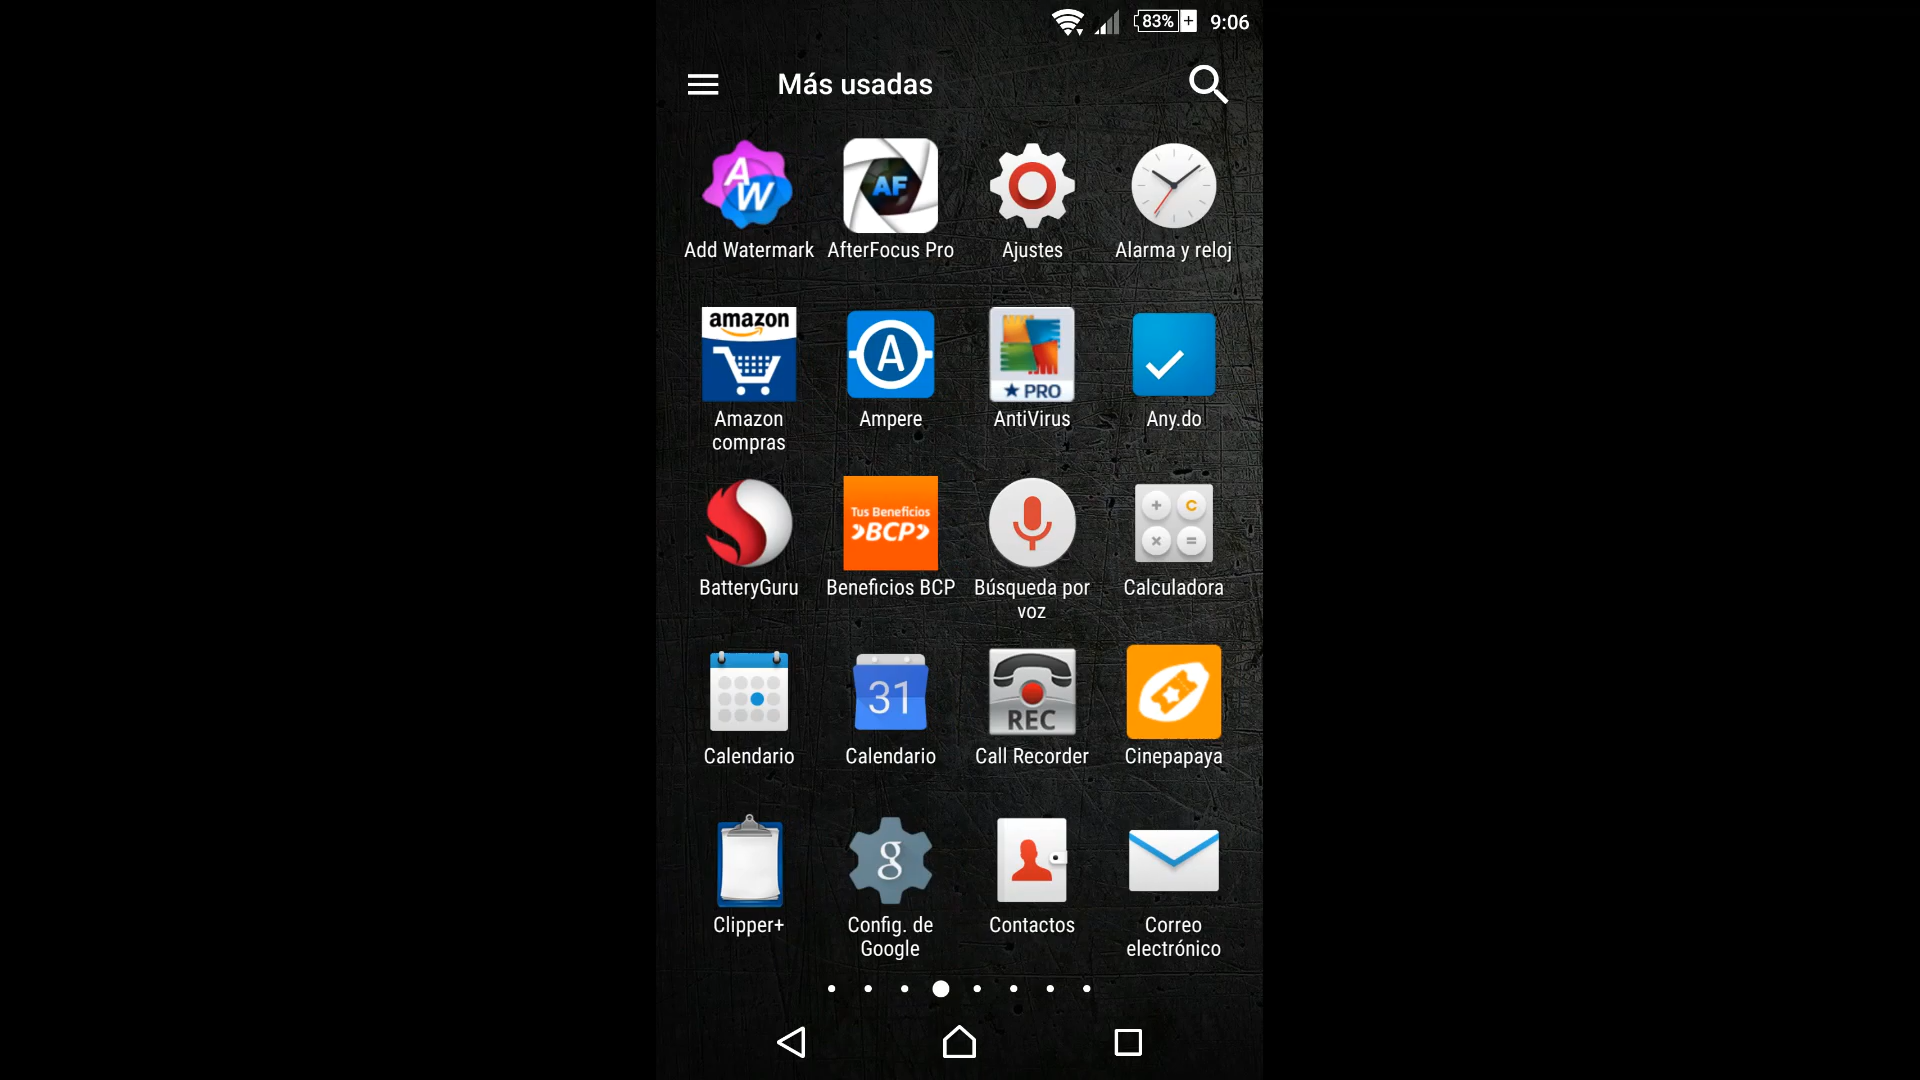 83% 9:06
Más usadas
A W
AF
Add Watermark AfterFocus Pro Ajustes Alarma y reloj
amazon
A
PRO
Amazon compras Ampere AntiVirus Any.do
Tus Beneficios
BCP
+ C
× =
BatteryGuru Beneficios BCP Búsqueda por voz Calculadora
31
REC
Calendario Calendario Call Recorder Cinepapaya
g
Clipper+ Config. de Google Contactos Correo electrónico